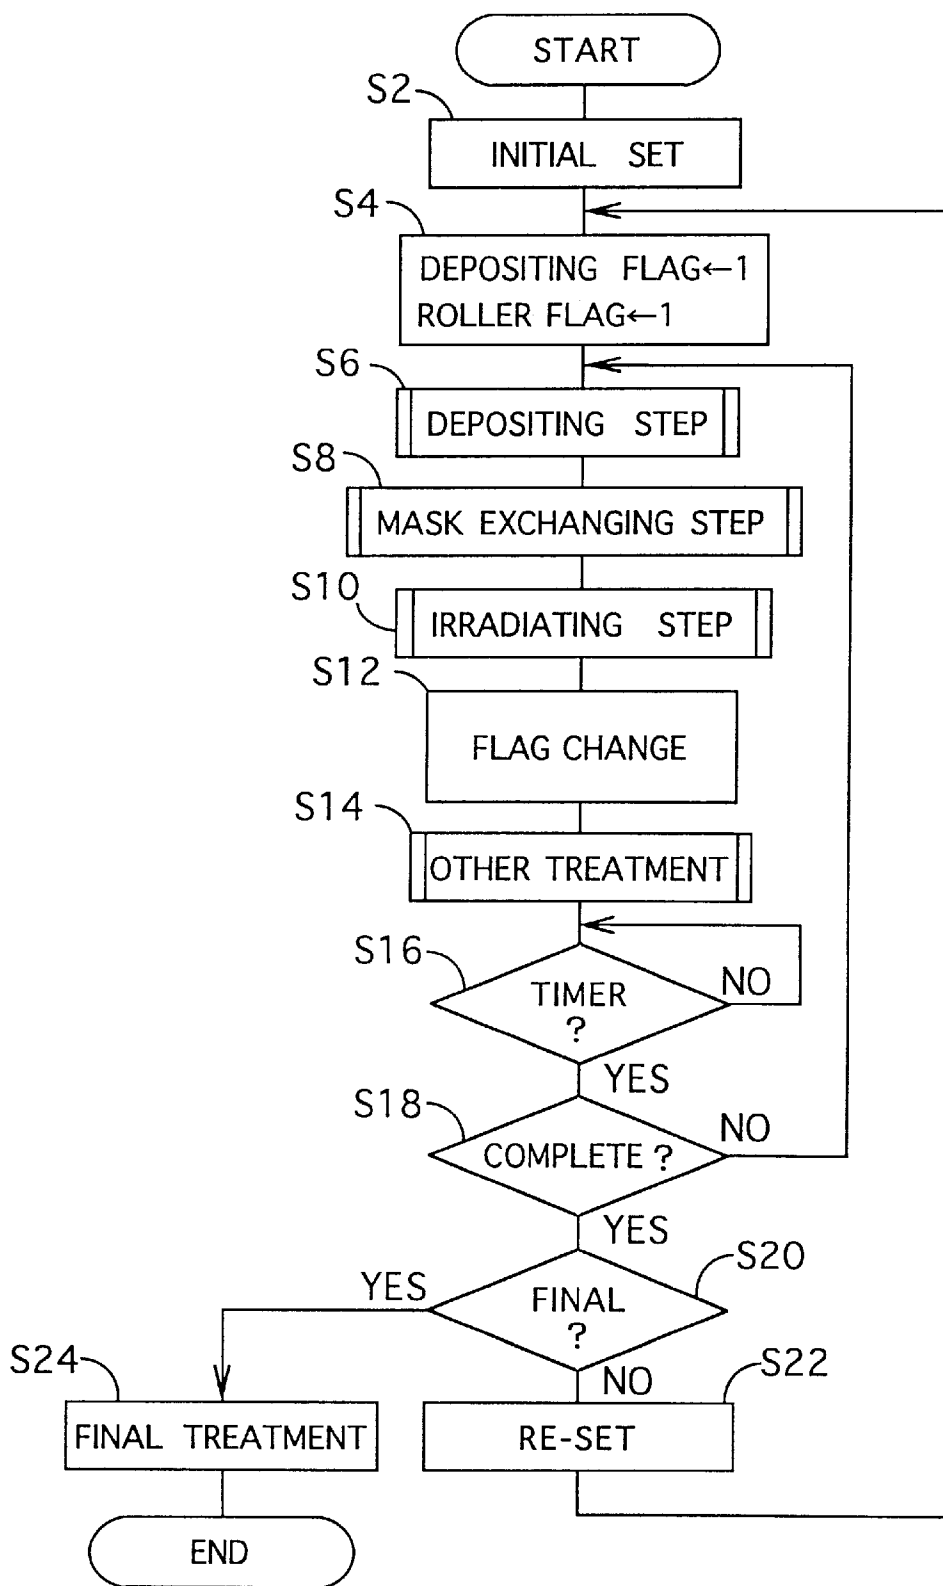 START
S2
INITIAL SET
S4
DEPOSITING FLAG←1
ROLLER FLAG←1
S6
DEPOSITING STEP
S8
MASK EXCHANGING STEP
S10
IRRADIATING STEP
S12
FLAG CHANGE
S14
OTHER TREATMENT
S16
TIMER
?
NO
YES
S18
COMPLETE ?
NO
YES
S20
FINAL
?
YES
NO
S24
FINAL TREATMENT
S22
RE-SET
END